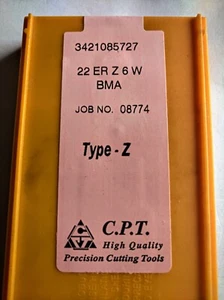 3421085727
22 ER Z 6 W
BMA
JOB NO. 08774
Type - Z
C.P.T.
High Quality
Precision Cutting Tools